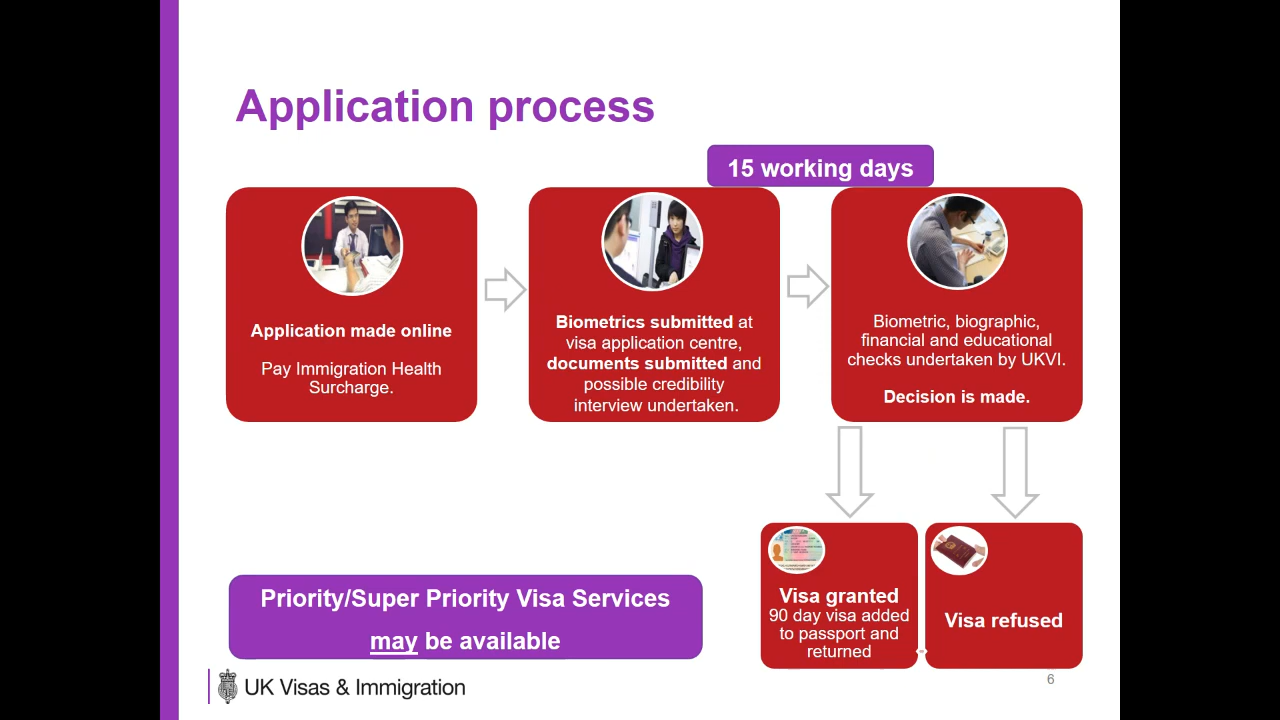 Application process
15 working days
Application made online
Pay Immigration Health
Surcharge.
Biometrics submitted at
visa application centre,
documents submitted and
possible credibility
interview undertaken.
Biometric, biographic,
financial and educational
checks undertaken by UKVI.
Decision is made.
Visa granted
90 day visa added
to passport and
returned
Visa refused
Priority/Super Priority Visa Services
may be available
UK Visas & Immigration
6